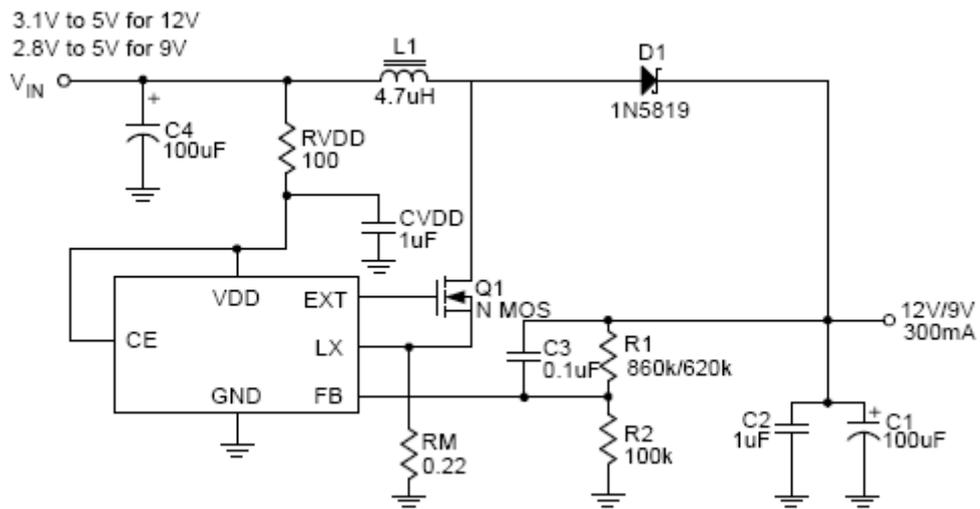 3.1V to 5V for 12V
2.8V to 5V for 9V
VIN
L1
4.7uH
D1
1N5819
C4
100uF
RVDD
100
CVDD
1uF
VDD
EXT
Q1
N MOS
CE
LX
GND
FB
C3
0.1uF
R1
860k/620k
12V/9V
300mA
RM
0.22
R2
100k
C2
1uF
C1
100uF